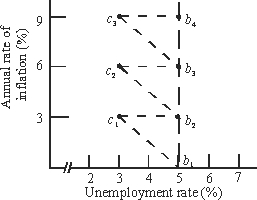 Annual rate of
inflation (%)
9
6
3
c3
b4
c2
b3
c1
b2
b1
2 3 4 5 6 7
Unemployment rate (%)